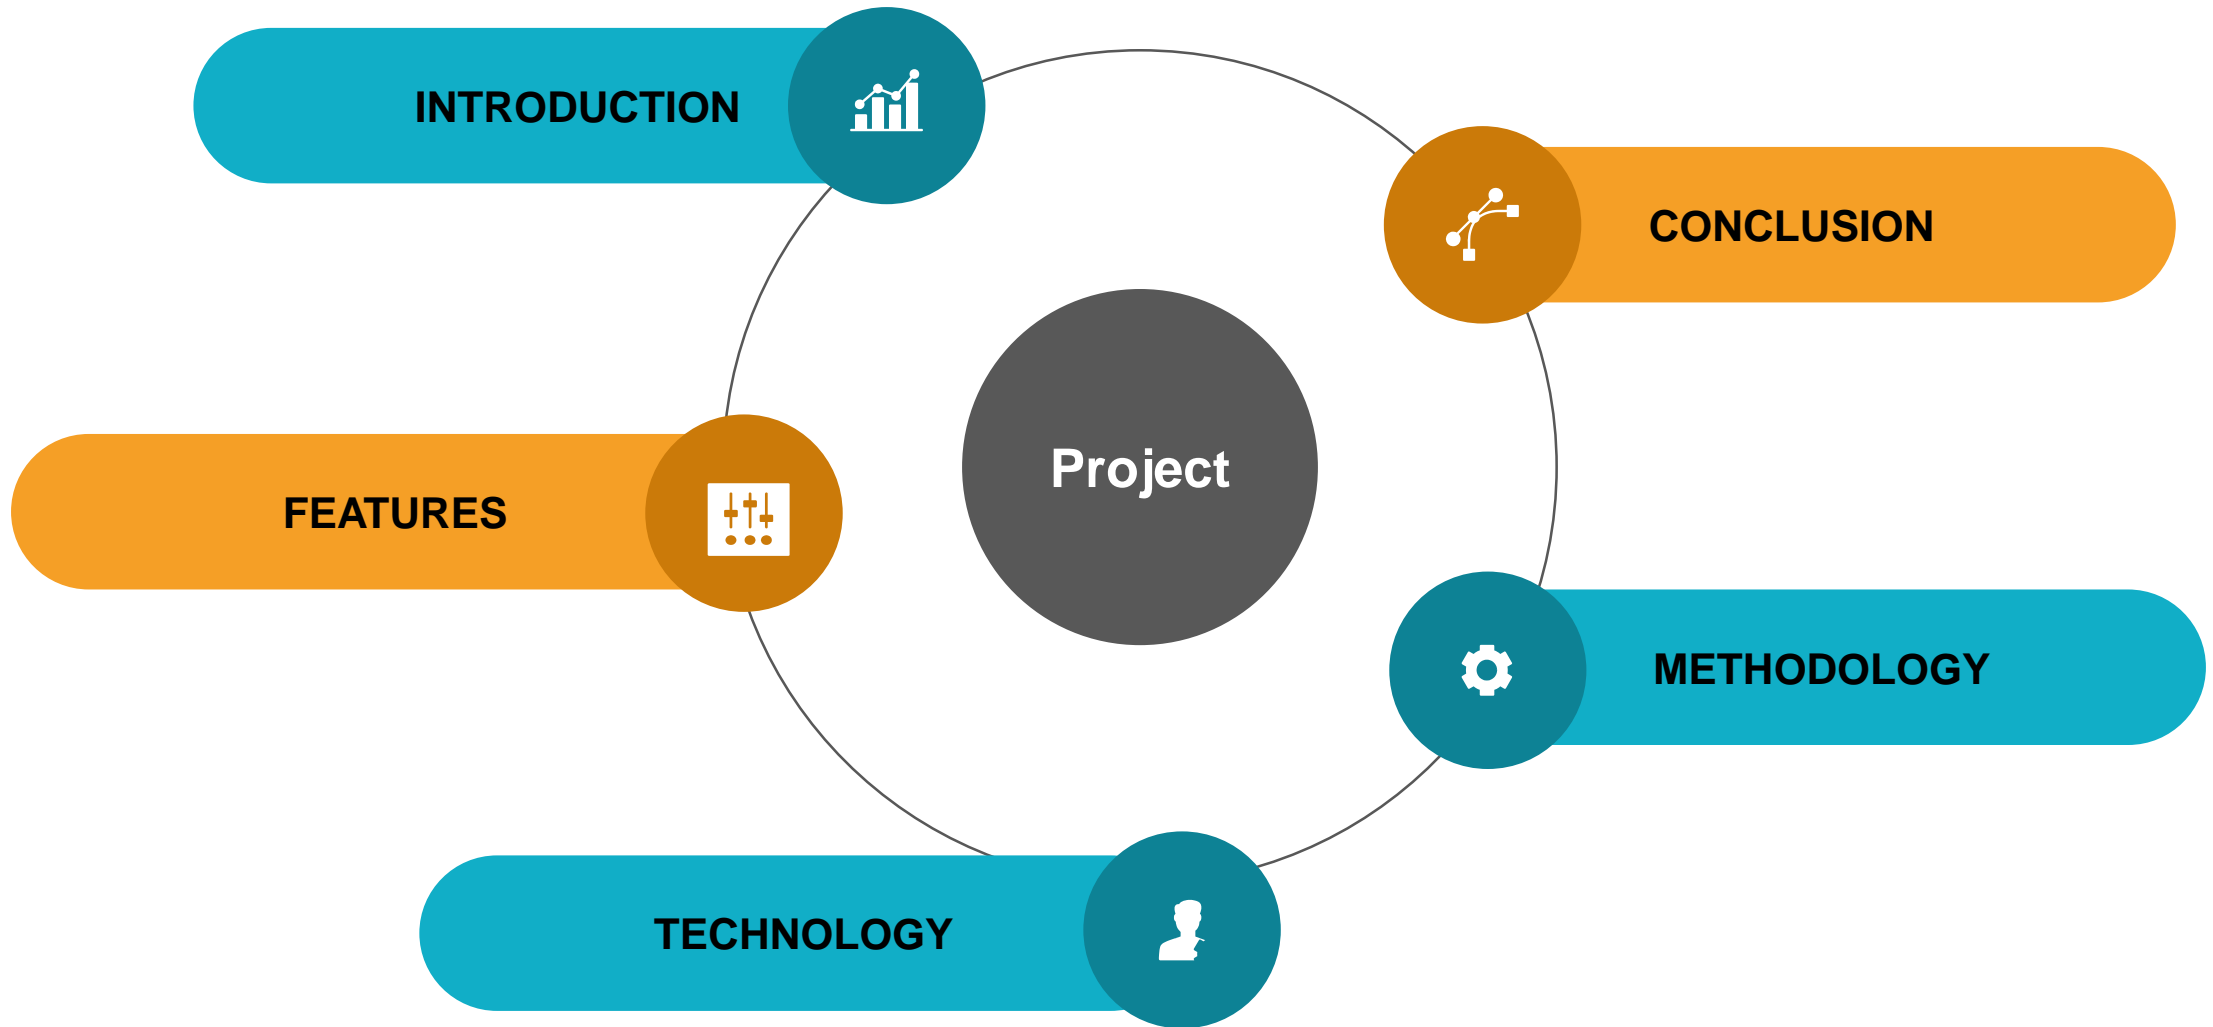 INTRODUCTION
CONCLUSION
Project
FEATURES
METHODOLOGY
TECHNOLOGY